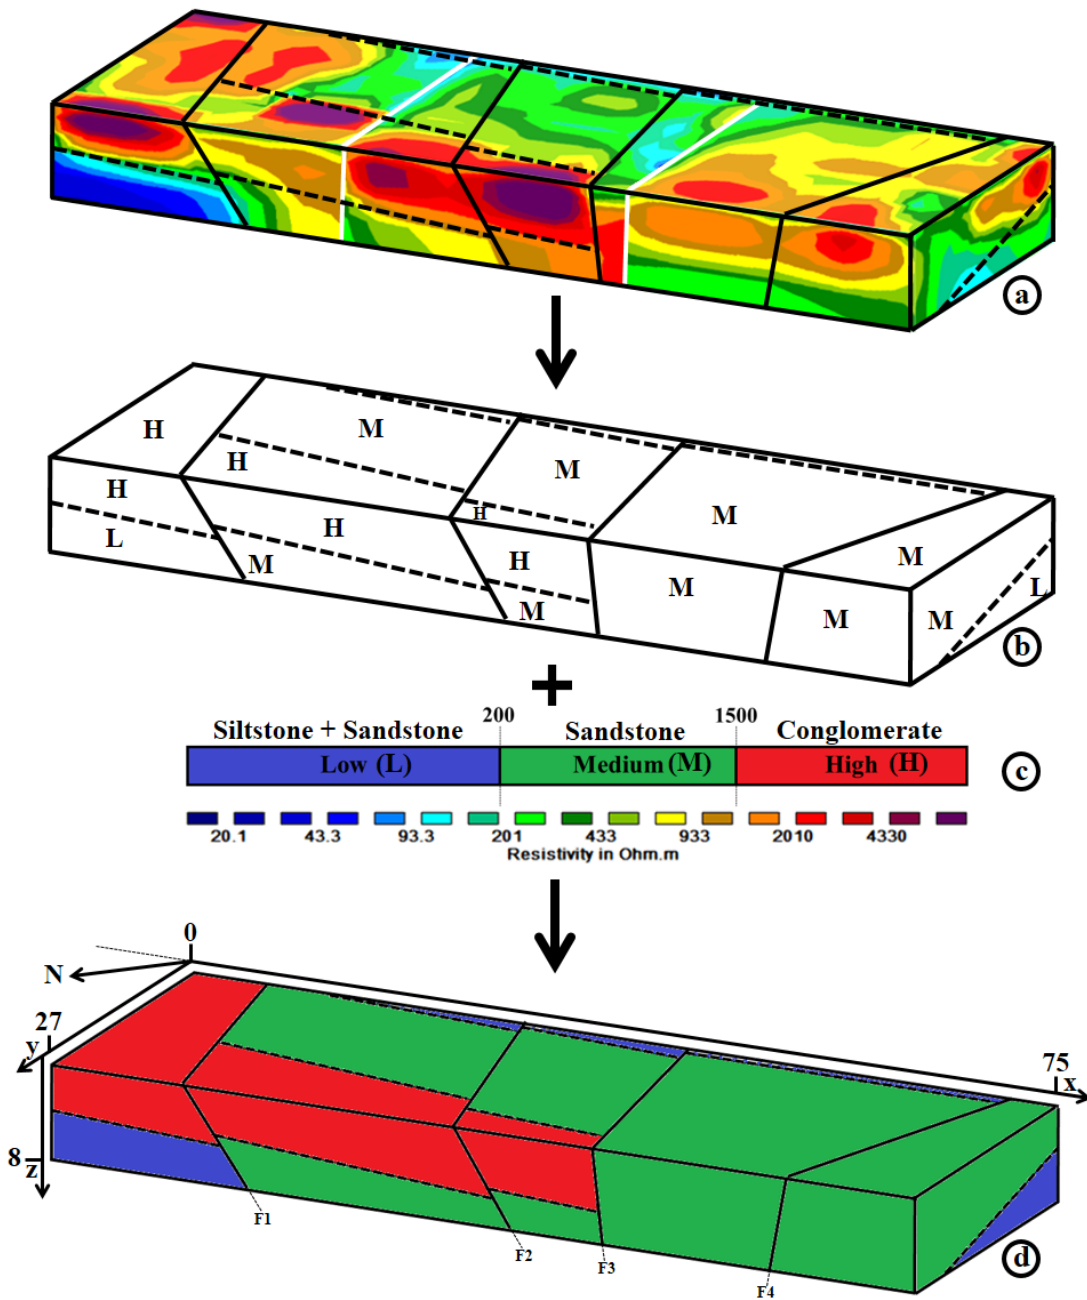 a
H
M
H
H
M
H
H
M
L
M
H
M
M
L
M
M
M
b
200
1500
Siltstone + Sandstone
Sandstone
Conglomerate
Low (L)
Medium (M)
High (H)
c
20.1 43.3 93.3 201 433 933 2010 4330
Resistivity in Ohm.m
0
N
27
y
75
x
8
z
F1
F2
F3
F4
d